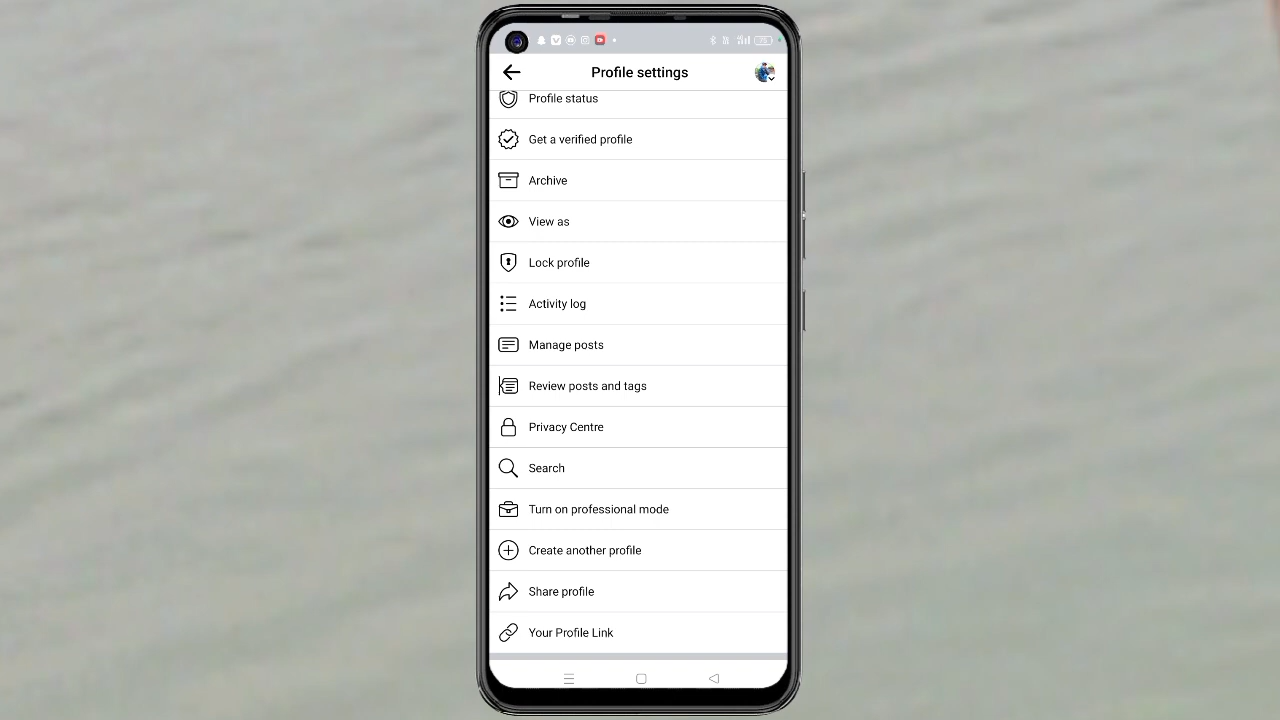 Profile settings
Profile status
Get a verified profile
Archive
View as
Lock profile
Activity log
Manage posts
Review posts and tags
Privacy Centre
Search
Turn on professional mode
Create another profile
Share profile
Your Profile Link